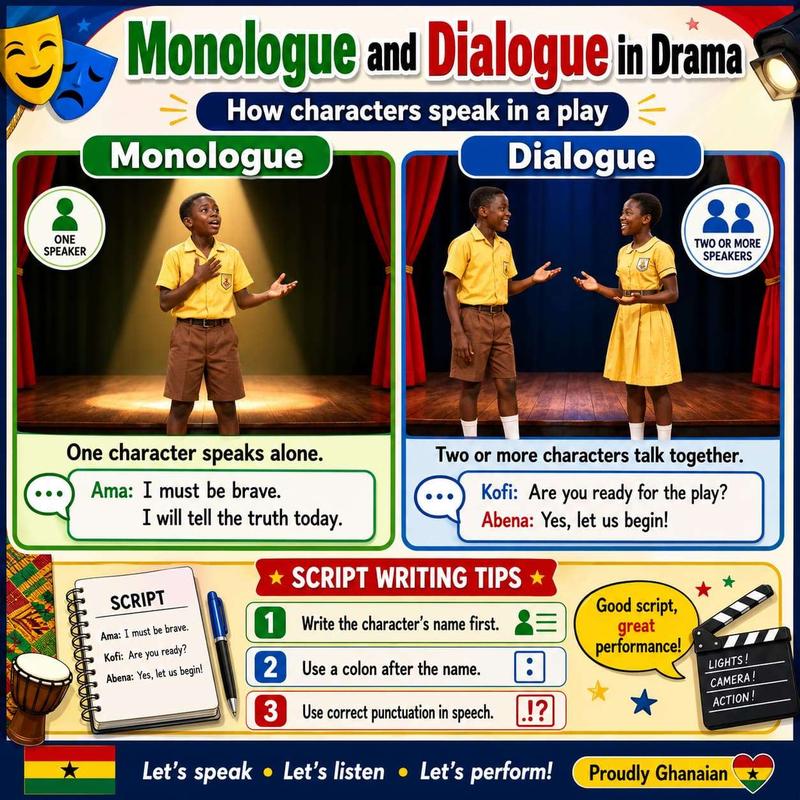 Monologue and Dialogue in Drama
How characters speak in a play
Monologue
ONE
SPEAKER
One character speaks alone.
Ama: I must be brave.
I will tell the truth today.
Dialogue
TWO OR MORE
SPEAKERS
Two or more characters talk together.
Kofi: Are you ready for the play?
Abena: Yes, let us begin!
SCRIPT
Ama: I must be brave.
Kofi: Are you ready?
Abena: Yes, let us begin!
SCRIPT WRITING TIPS
1 Write the character's name first.
2 Use a colon after the name. :
3 Use correct punctuation in speech. .!?
Good script,
great
performance!
LIGHTS!
CAMERA!
ACTION!
Let's speak • Let's listen • Let's perform!
Proudly Ghanaian